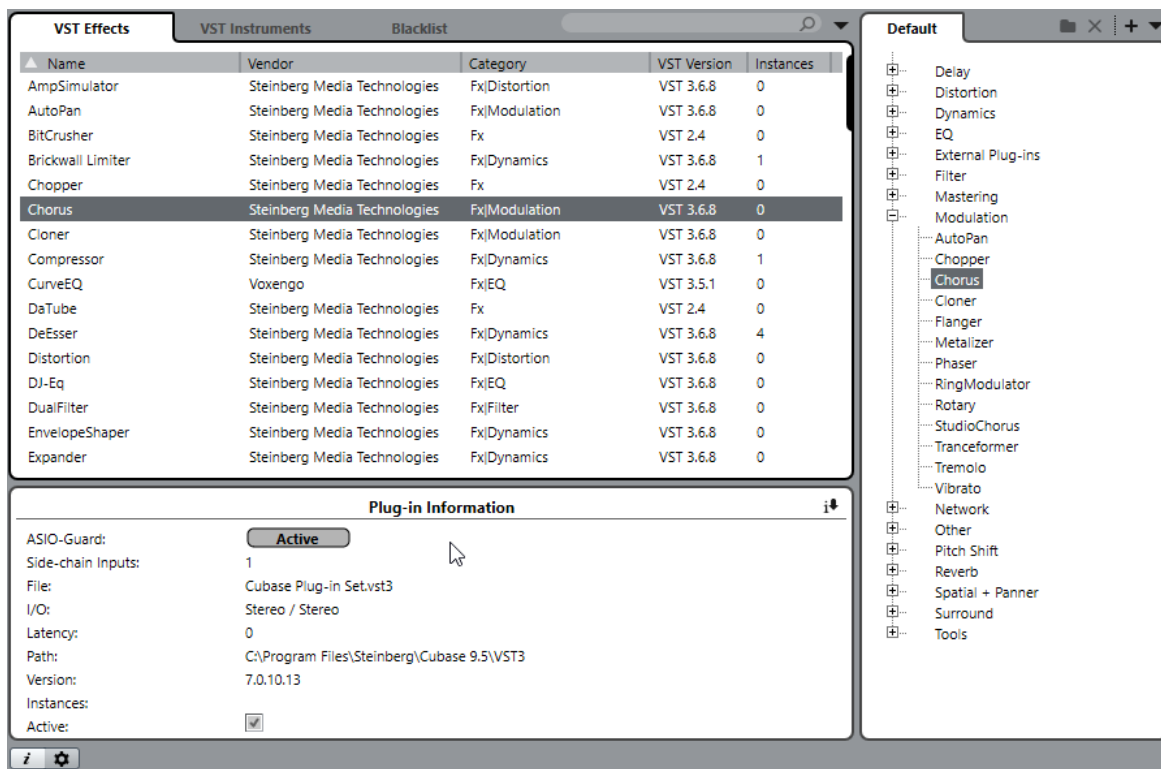 VST Effects VST Instruments Blacklist
Name Vendor Category VST Version Instances
AmpSimulator Steinberg Media Technologies Fx|Distortion VST 3.6.8 0
AutoPan Steinberg Media Technologies Fx|Modulation VST 3.6.8 0
BitCrusher Steinberg Media Technologies Fx VST 2.4 0
Brickwall Limiter Steinberg Media Technologies Fx|Dynamics VST 3.6.8 1
Chopper Steinberg Media Technologies Fx VST 2.4 0
Chorus Steinberg Media Technologies Fx|Modulation VST 3.6.8 0
Cloner Steinberg Media Technologies Fx|Modulation VST 3.6.8 0
Compressor Steinberg Media Technologies Fx|Dynamics VST 3.6.8 1
CurveEQ Voxengo Fx|EQ VST 3.5.1 0
DaTube Steinberg Media Technologies Fx VST 2.4 0
DeEsser Steinberg Media Technologies Fx|Dynamics VST 3.6.8 4
Distortion Steinberg Media Technologies Fx|Distortion VST 3.6.8 0
DJ-Eq Steinberg Media Technologies Fx|EQ VST 3.6.8 0
DualFilter Steinberg Media Technologies Fx|Filter VST 3.6.8 0
EnvelopeShaper Steinberg Media Technologies Fx|Dynamics VST 3.6.8 0
Expander Steinberg Media Technologies Fx|Dynamics VST 3.6.8 0
Plug-in Information
ASIO-Guard: Active
Side-chain Inputs: 1
File: Cubase Plug-in Set.vst3
I/O: Stereo / Stereo
Latency: 0
Path: C:\Program Files\Steinberg\Cubase 9.5\VST3
Version: 7.0.10.13
Instances:
Active:
Default
Delay
Distortion
Dynamics
EQ
External Plug-ins
Filter
Mastering
Modulation
AutoPan
Chopper
Chorus
Cloner
Flanger
Metalizer
Phaser
RingModulator
Rotary
StudioChorus
Tranceformer
Tremolo
Vibrato
Network
Other
Pitch Shift
Reverb
Spatial + Panner
Surround
Tools